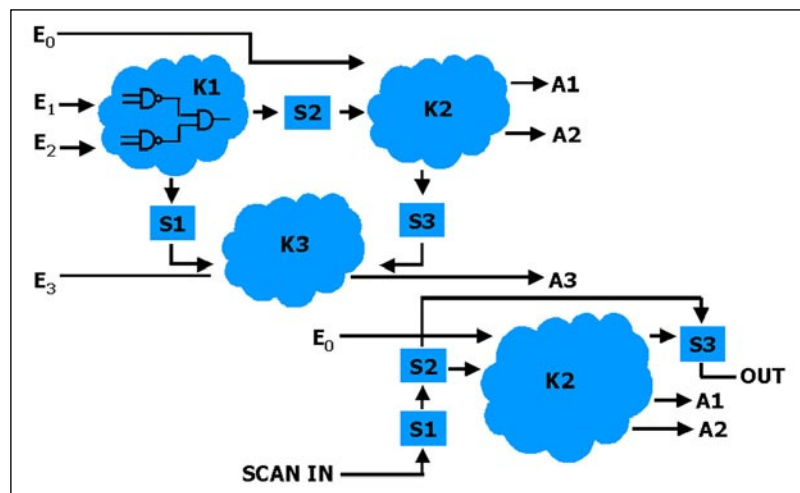 E0
K1
E1
E2
S2
K2
A1
A2
S1
S3
K3
E3
A3
E0
S2
K2
S3
OUT
A1
A2
S1
SCAN IN